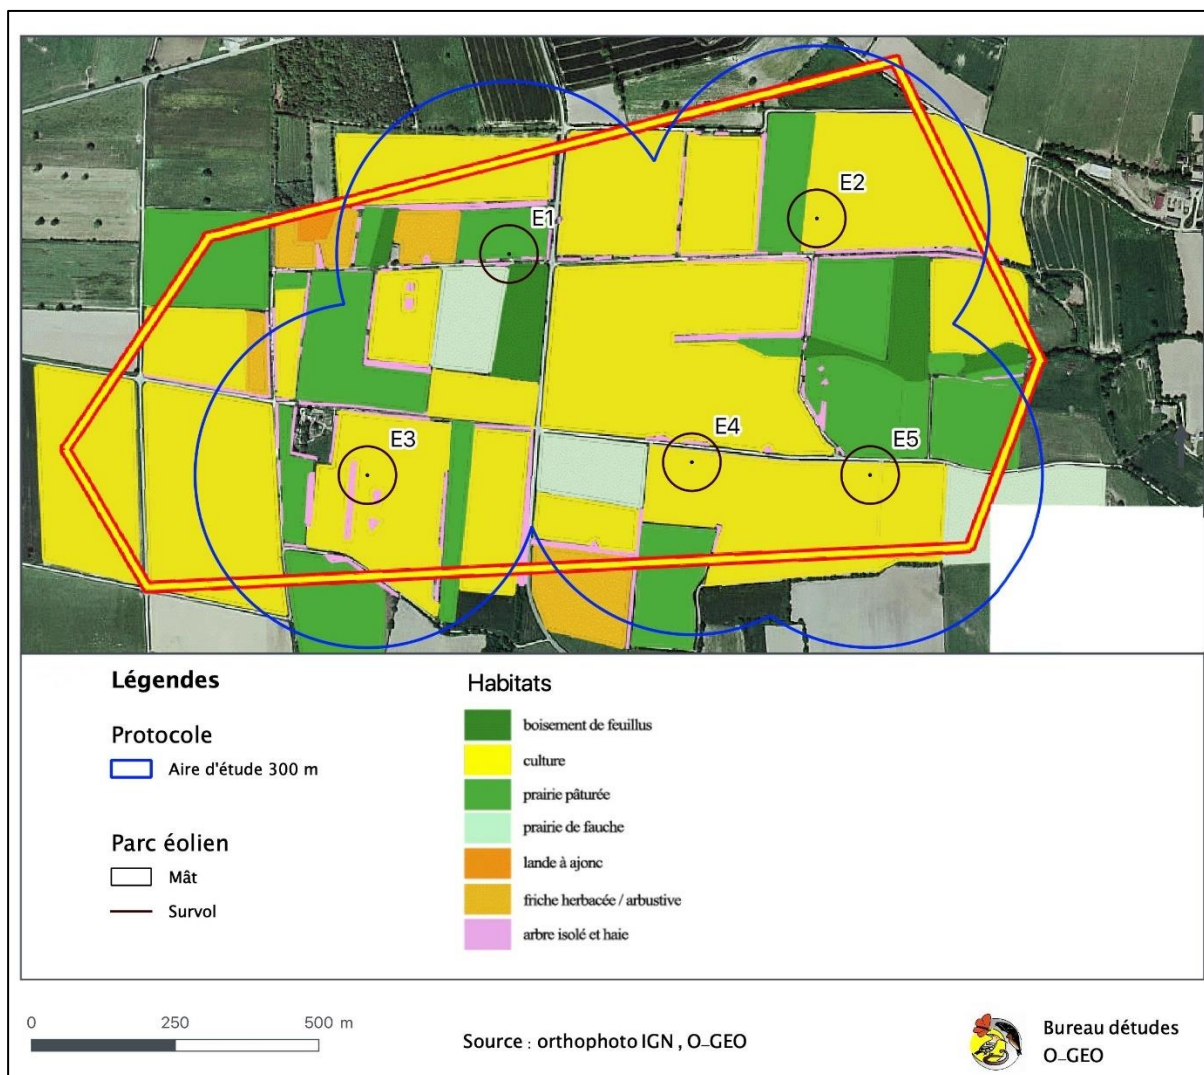 E1
E2
E3
E4
E5
Légendes
Protocole
Aire d'étude 300 m
Parc éolien
Mât
Survol
Habitats
boisement de feuillus
culture
prairie pâturée
prairie de fauche
lande à ajonc
friche herbacée / arbustive
arbre isolé et haie
0 250 500 m
Source : orthophoto IGN , O_GEO
Bureau détudes
O_GEO